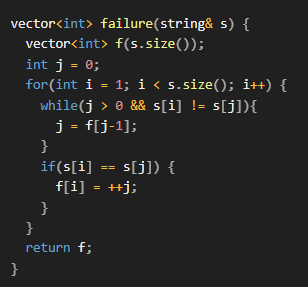 vector<int> failure(string& s) {
  vector<int> f(s.size());
  int j = 0;
  for(int i = 1; i < s.size(); i++) {
    while(j > 0 && s[i] != s[j]){
      j = f[j-1];
    }
    if(s[i] == s[j]) {
      f[i] = ++j;
    }
  }
  return f;
}